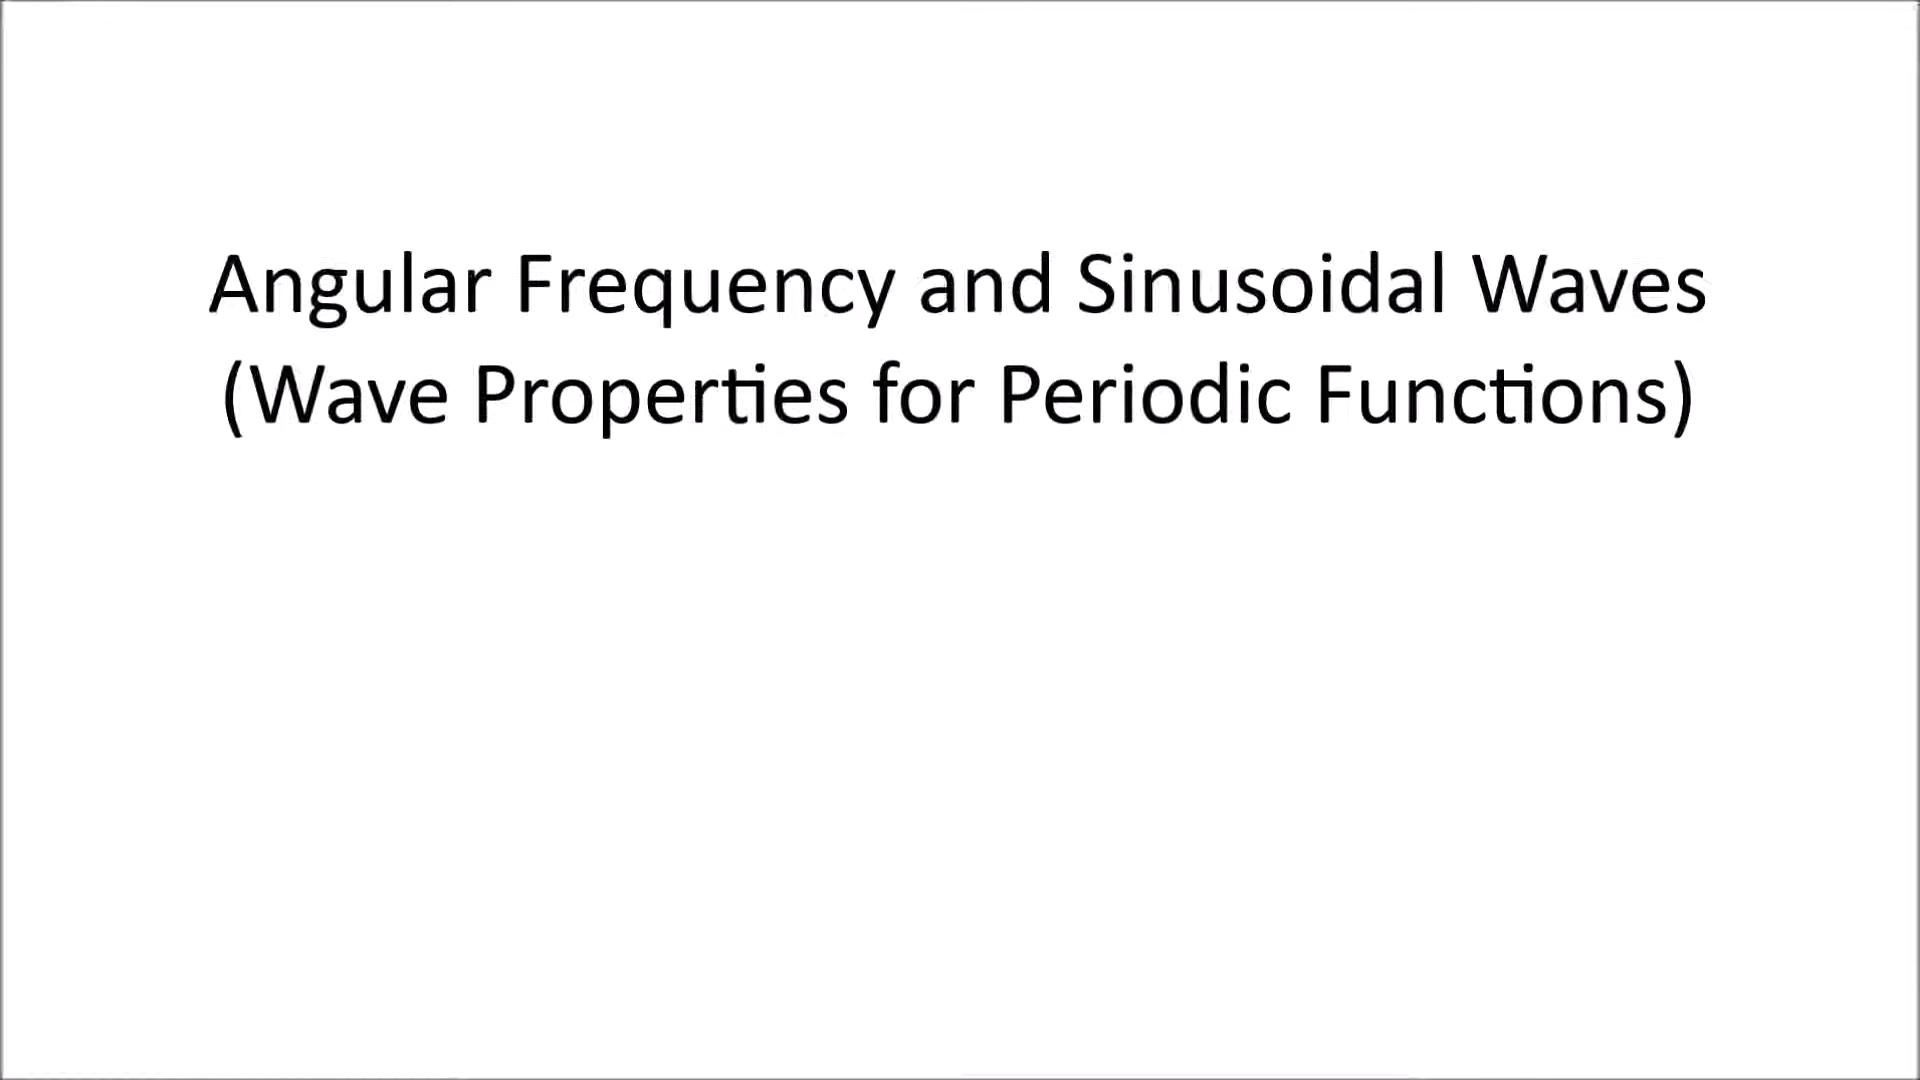 Angular Frequency and Sinusoidal Waves
(Wave Properties for Periodic Functions)